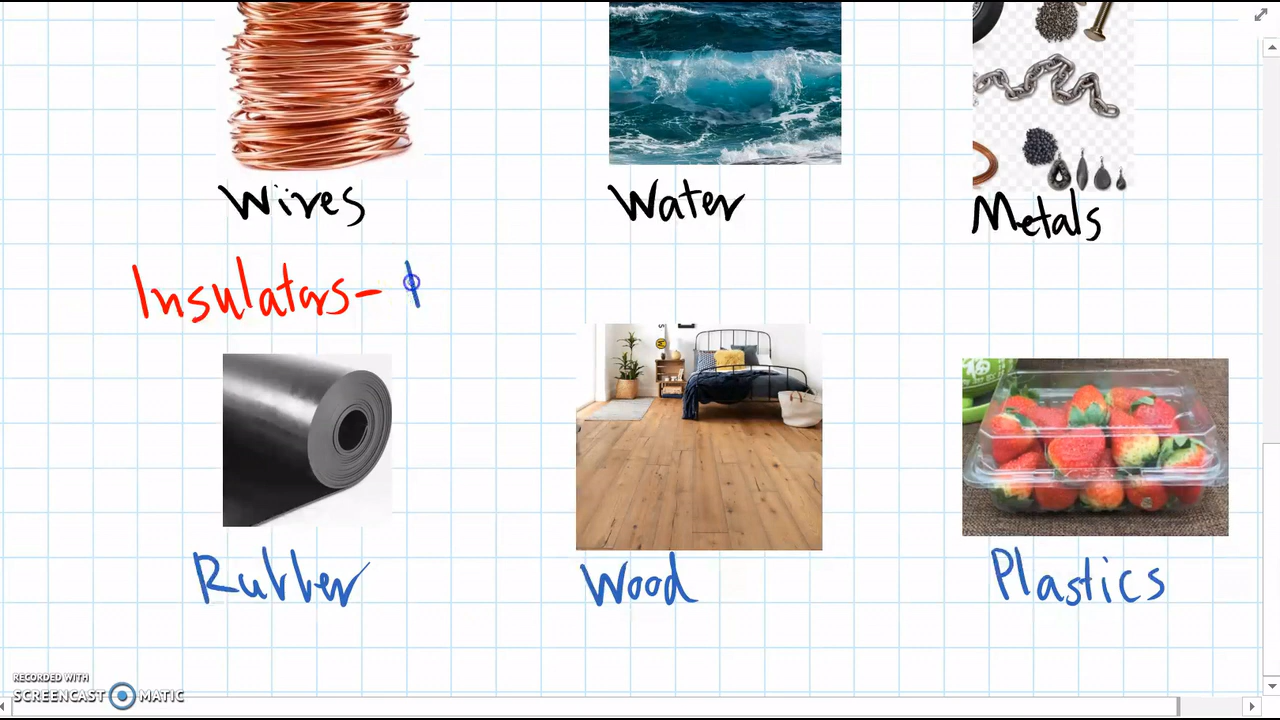 Wires Water Metals
Insulators-
Rubber Wood Plastics
RECORDED WITH
SCREENCAST MATIC